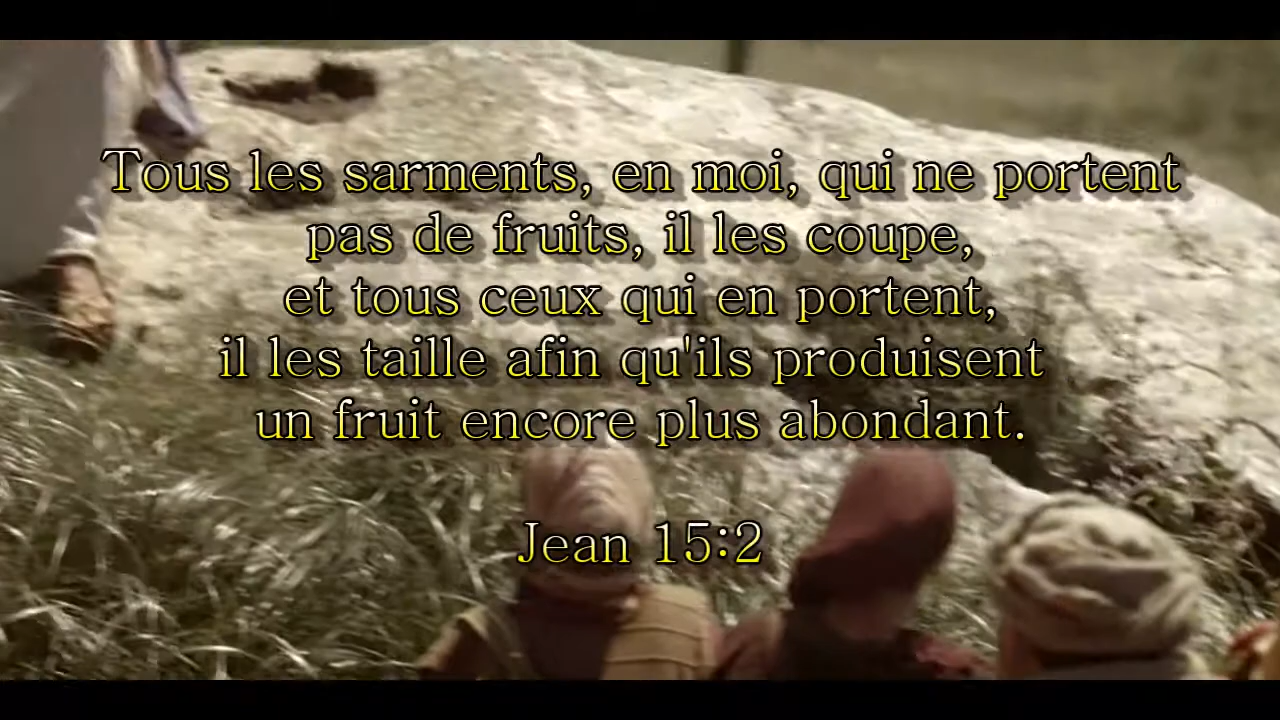 Tous les sarments, en moi, qui ne portent
pas de fruits, il les coupe,
et tous ceux qui en portent,
il les taille afin qu'ils produisent
un fruit encore plus abondant.
Jean 15:2